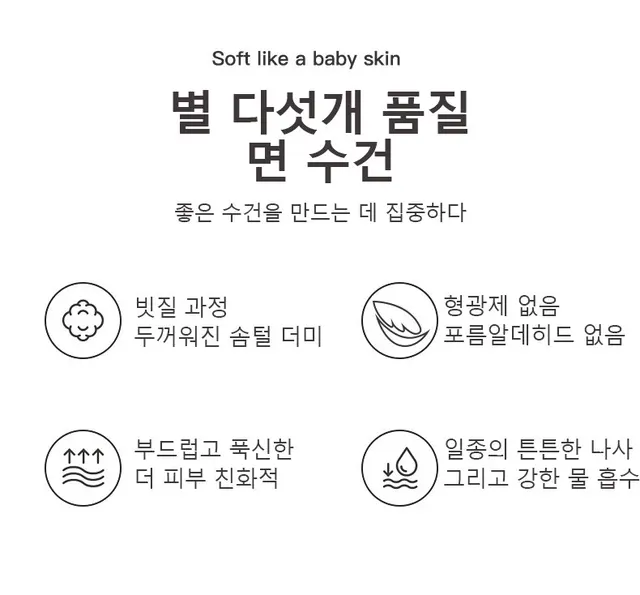 Soft like a baby skin
별 다섯개 품질
면 수건
좋은 수건을 만드는 데 집중하다
빗질 과정
두꺼워진 솜털 더미
형광제 없음
포름알데히드 없음
부드럽고 푹신한
더 피부 친화적
일종의 튼튼한 나사
그리고 강한 물 흡수